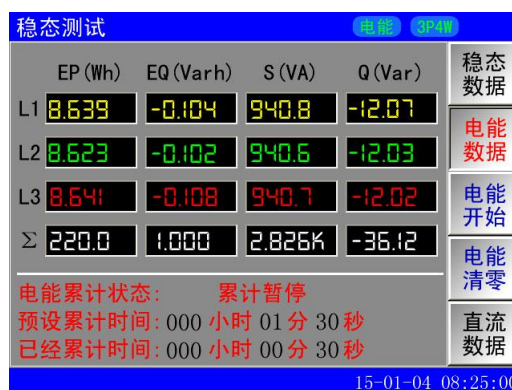 稳态测试 电能 3P4W
EP(Wh) EQ(Varh) S(VA) Q(Var)
L1 8.639 -0.104 940.8 -12.07
L2 8.623 -0.102 940.6 -12.03
L3 8.641 -0.108 940.7 -12.02
Σ 220.0 1.000 2.826K -36.12
电能累计状态: 累计暂停
预设累计时间:000 小时 01 分 30 秒
已经累计时间:000 小时 00 分 30 秒
稳态
数据
电能
数据
电能
开始
电能
清零
直流
数据
15-01-04 08:25:00